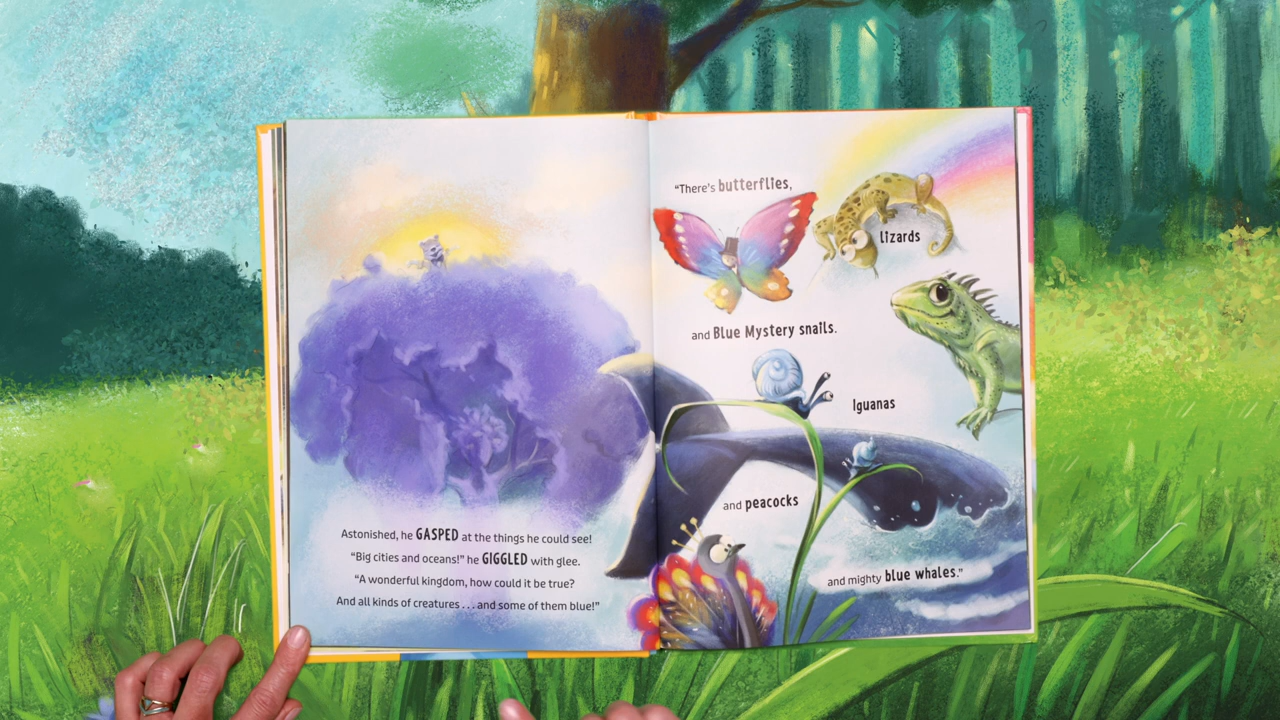 Astonished, he GASPED at the things he could see!
"Big cities and oceans!" he GIGGLED with glee.
"A wonderful kingdom, how could it be true?
And all kinds of creatures . . . and some of them blue!"
"There's butterflies,
lizards
and Blue Mystery snails.
Iguanas
and peacocks
and mighty blue whales."